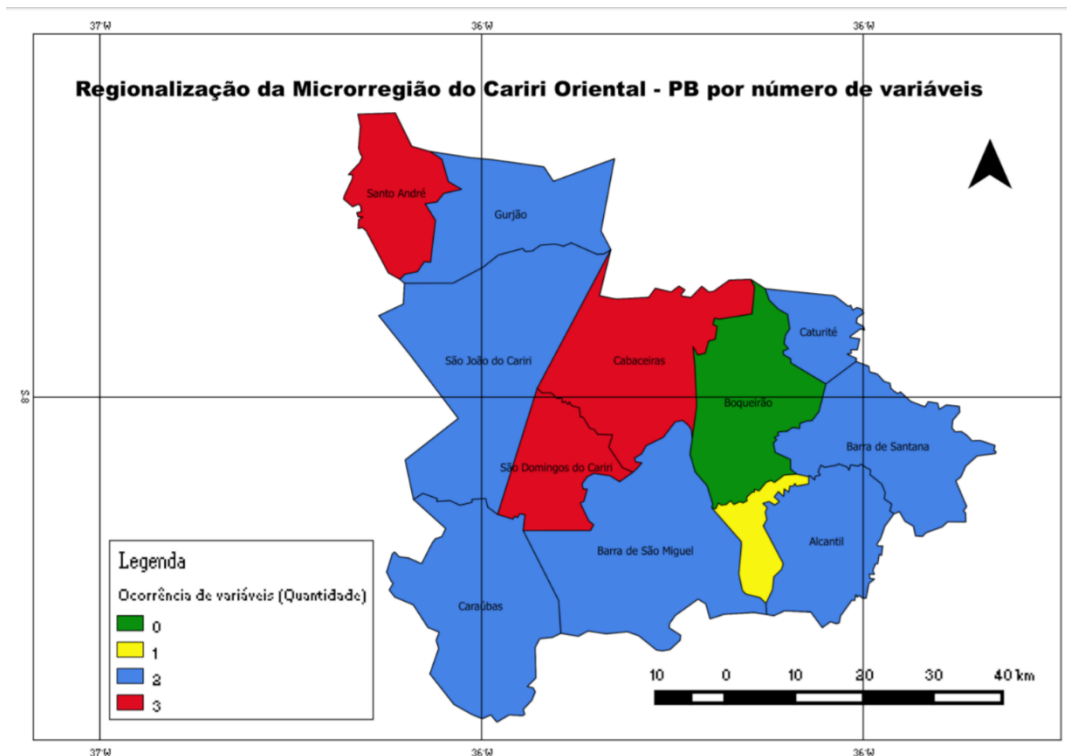 37°W 36°W 36°W
Regionalização da Microrregião do Cariri Oriental - PB por número de variáveis
Santo André
Gurjão
Caturité
São João do Cariri
Cabaceiras
8°S
Boqueirão
Barra de Santana
São Domingos do Cariri
Alcantil
Barra de São Miguel
Caraúbas
Legenda
Ocorrência de variáveis (Quantidade)
0
1
2
3
10 0 10 20 30 40 km
37°W 36°W 36°W